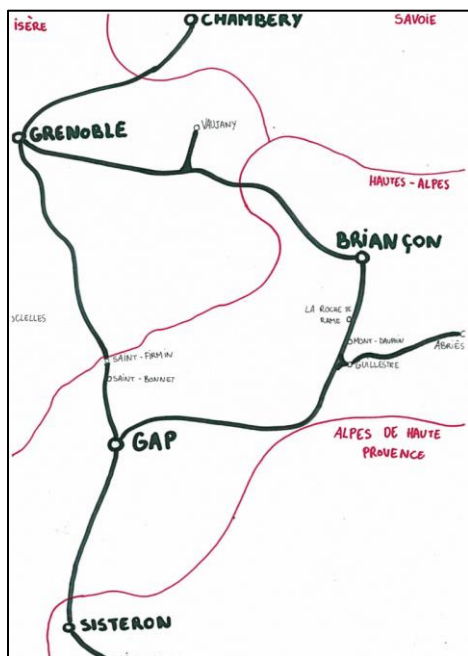 ISÈRE
CHAMBERY
SAVOIE
VAUJANY
GRENOBLE
HAUTES-ALPES
BRIANÇON
LA ROCHE DE
RAME
CLELLES
MONT-DAUPHIN
ABRIÈS
SAINT-FIRMIN
GUILLESTRE
SAINT-BONNET
GAP
ALPES DE HAUTE
PROVENCE
SISTERON